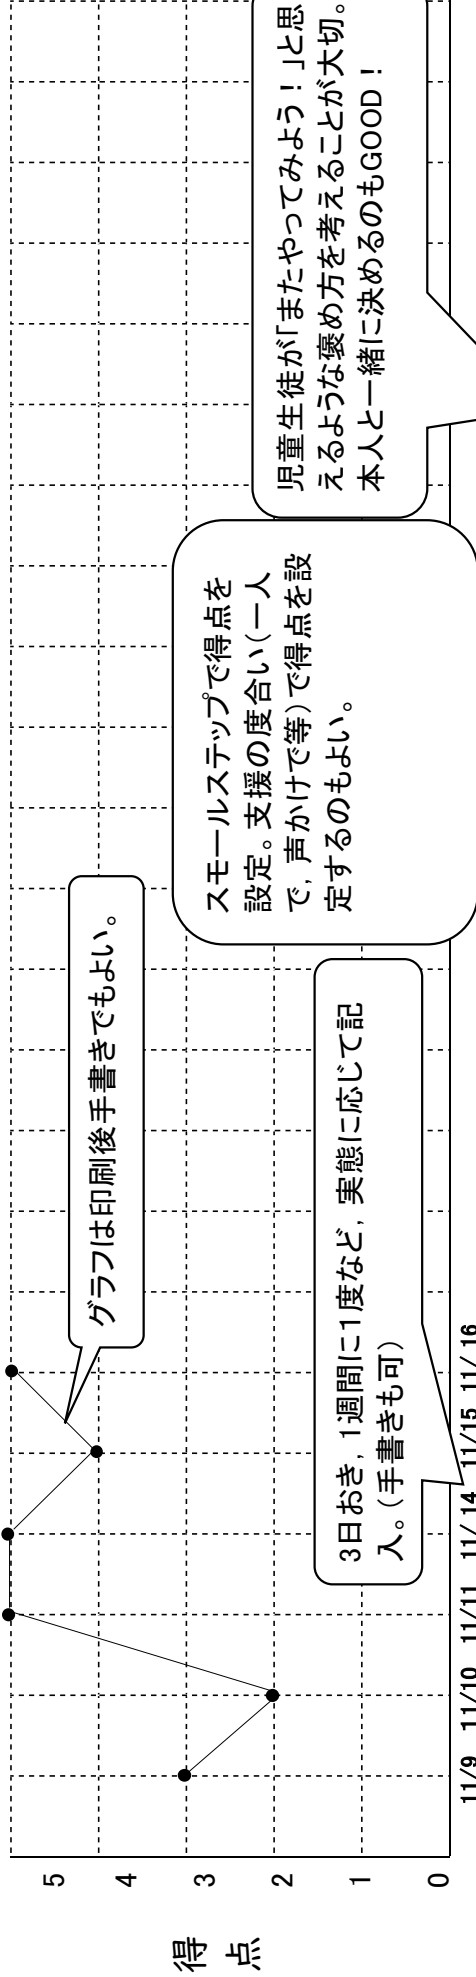 得
点
5
4
3
2
1
0
グラフは印刷後手書きでもよい。
スモールステップで得点を
設定。支援の度合い(一人
で，声かけで等)で得点を設
定するのもよい。
児童生徒が「またやってみよう！」と思
えるような褒め方を考えることが大切。
本人と一緒に決めるのもGOOD！
3日おき，1週間に1度など，実態に応じて記
入。(手書きも可)
11/9 11/10 11/11 11/14 11/15 11/16